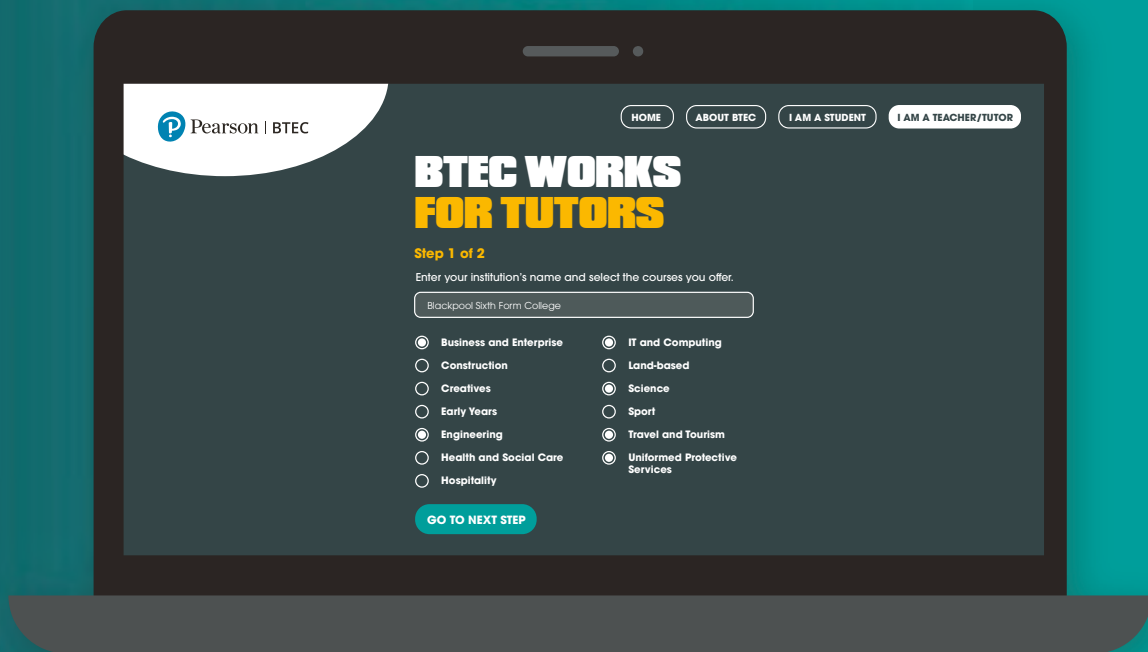 Pearson | BTEC
HOME
ABOUT BTEC
I AM A STUDENT
I AM A TEACHER/TUTOR
BTEC WORKS
FOR TUTORS
Step 1 of 2
Enter your institution's name and select the courses you offer.
Blackpool Sixth Form College
Business and Enterprise
Construction
Creatives
Early Years
Engineering
Health and Social Care
Hospitality
IT and Computing
Land-based
Science
Sport
Travel and Tourism
Uniformed Protective
Services
GO TO NEXT STEP